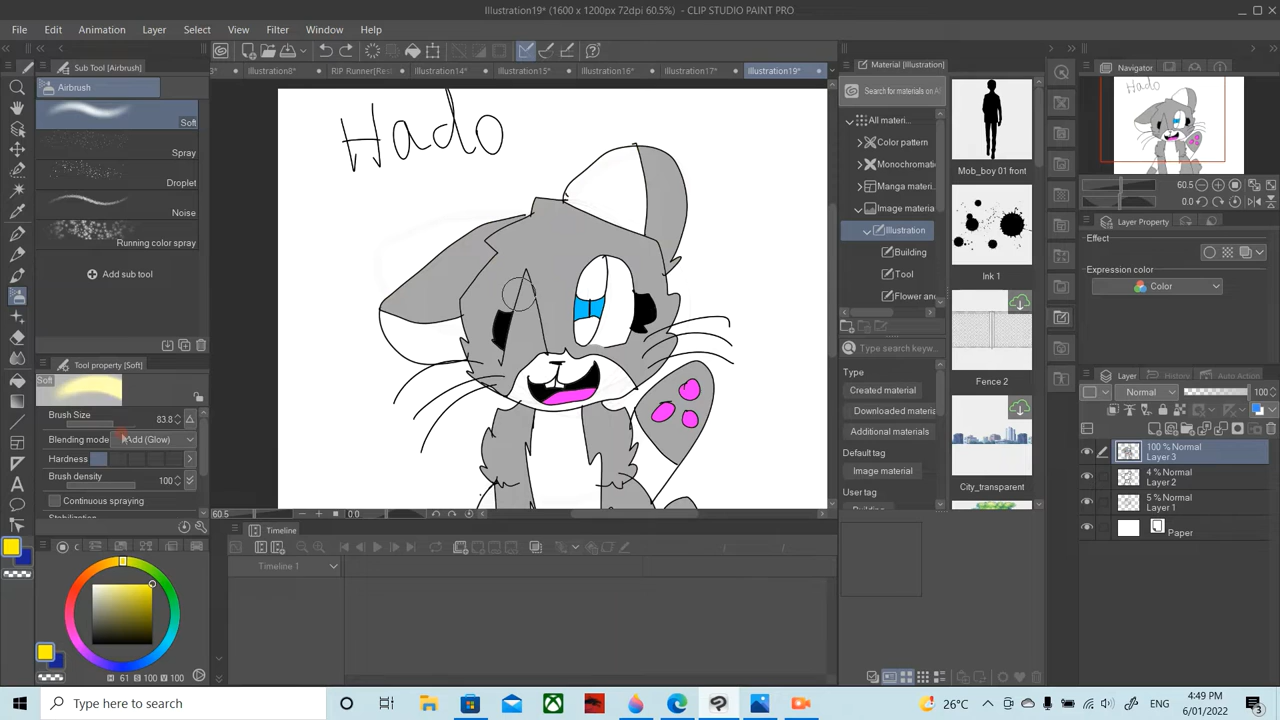 Illustration19* (1600 x 1200px 72dpi 60.5%) - CLIP STUDIO PAINT PRO
File Edit Animation Layer Select View Filter Window Help
Sub Tool [Airbrush]
Airbrush
Soft
Spray
Droplet
Noise
Running color spray
Add sub tool
Tool property [Soft]
Soft
Brush Size 83.8
Blending mode Add (Glow)
Hardness
Brush density 100
Continuous spraying
H 61 S 100 V 100
Illustration8* RIP Runner[Res Illustration14* Illustration15* Illustration16* Illustration17* Illustration19*
Hado
60.5 0.0
Timeline
Timeline 1
Material [Illustration]
Search for materials on AS
All materi...
Color pattern
Monochromati
Manga materi...
Image materia
Illustration
Building
Tool
Flower and
Type search keyw...
Type
Created material
Downloaded materia
Additional materials
Default tag
Image material
User tag
Mob_boy 01 front
Ink 1
Fence 2
City_transparent
Navigator
Hado
60.5
0.0
Layer Property
Effect
Expression color
Color
Layer History Auto Action
Normal 100
100 % Normal
Layer 3
4 % Normal
Layer 2
5 % Normal
Layer 1
Paper
Type here to search
26°C
ENG
4:49 PM
6/01/2022
3